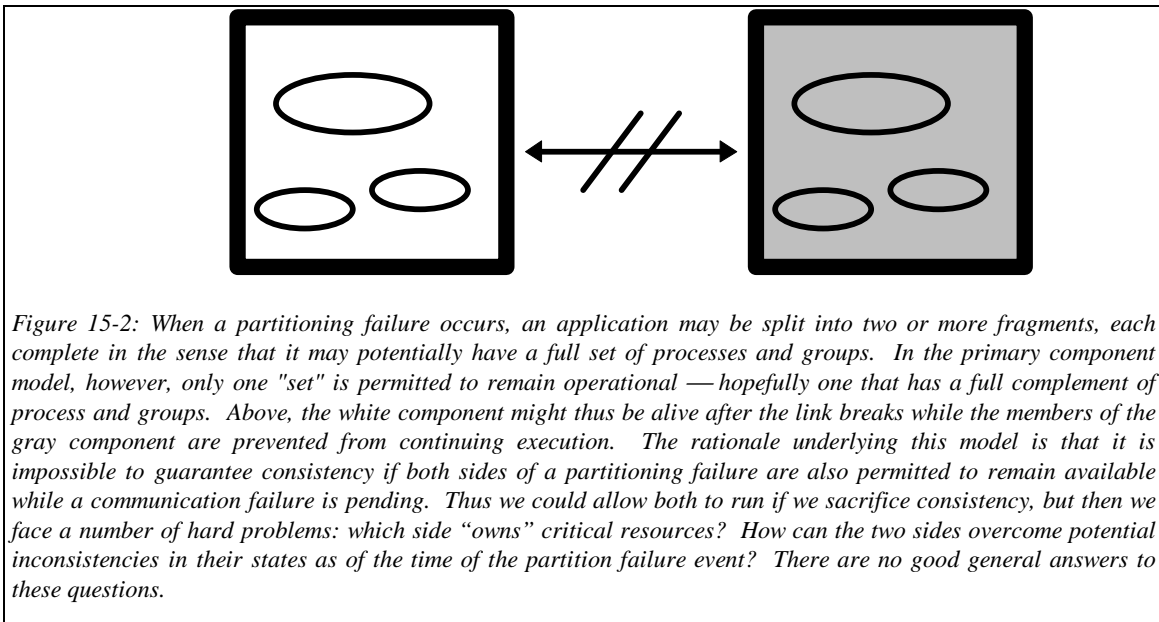 Figure 15-2: When a partitioning failure occurs, an application may be split into two or more fragments, each
complete in the sense that it may potentially have a full set of processes and groups. In the primary component
model, however, only one "set" is permitted to remain operational — hopefully one that has a full complement of
process and groups. Above, the white component might thus be alive after the link breaks while the members of the
gray component are prevented from continuing execution. The rationale underlying this model is that it is
impossible to guarantee consistency if both sides of a partitioning failure are also permitted to remain available
while a communication failure is pending. Thus we could allow both to run if we sacrifice consistency, but then we
face a number of hard problems: which side “owns” critical resources? How can the two sides overcome potential
inconsistencies in their states as of the time of the partition failure event? There are no good general answers to
these questions.